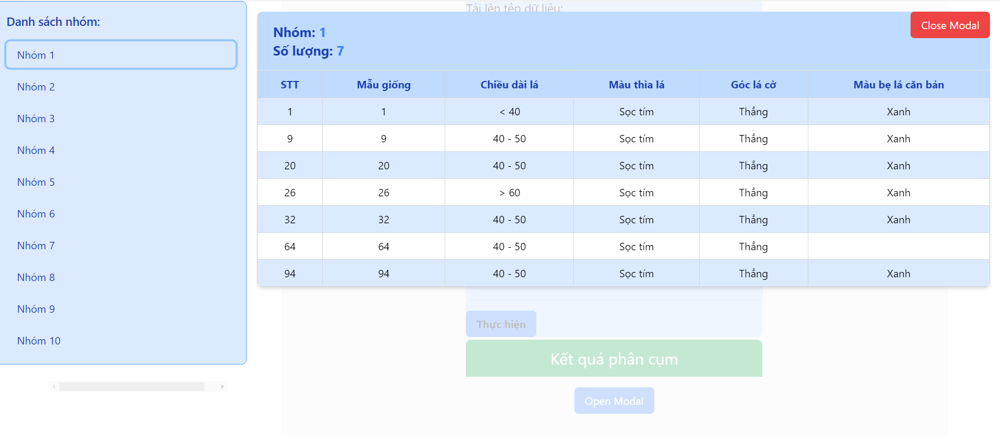 Danh sách nhóm:
Nhóm 1
Nhóm 2
Nhóm 3
Nhóm 4
Nhóm 5
Nhóm 6
Nhóm 7
Nhóm 8
Nhóm 9
Nhóm 10
Tải lên tệp dữ liệu:
Nhóm: 1
Số lượng: 7
Close Modal
STT Mẫu giống Chiều dài lá Màu thìa lá Góc lá cờ Màu bẹ lá căn bản
1 1 < 40 Sọc tím Thẳng Xanh
9 9 40 - 50 Sọc tím Thẳng Xanh
20 20 40 - 50 Sọc tím Thẳng Xanh
26 26 > 60 Sọc tím Thẳng Xanh
32 32 40 - 50 Sọc tím Thẳng Xanh
64 64 40 - 50 Sọc tím Thẳng
94 94 40 - 50 Sọc tím Thẳng Xanh
Thực hiện
Kết quả phân cụm
Open Modal